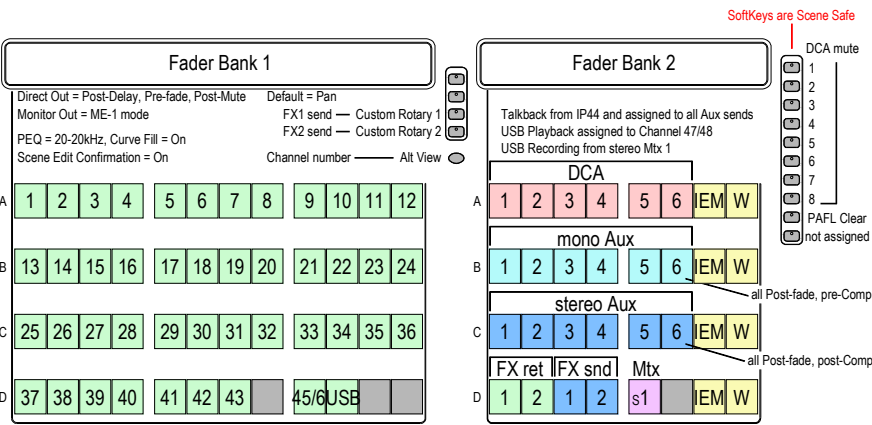 SoftKeys are Scene Safe
Fader Bank 1
Fader Bank 2
DCA mute
1
2
3
4
5
6
7
8
PAFL Clear
not assigned
Direct Out = Post-Delay, Pre-fade, Post-Mute
Monitor Out = ME-1 mode
PEQ = 20-20kHz, Curve Fill = On
Scene Edit Confirmation = On
Default = Pan
FX1 send — Custom Rotary 1
FX2 send — Custom Rotary 2
Channel number — Alt View
A 1 2 3 4 5 6 7 8 9 10 11 12
B 13 14 15 16 17 18 19 20 21 22 23 24
C 25 26 27 28 29 30 31 32 33 34 35 36
D 37 38 39 40 41 42 43 45/6 USB
Talkback from IP44 and assigned to all Aux sends
USB Playback assigned to Channel 47/48
USB Recording from stereo Mtx 1
DCA
A 1 2 3 4 5 6 IEM W
mono Aux
B 1 2 3 4 5 6 IEM W
all Post-fade, pre-Comp
stereo Aux
C 1 2 3 4 5 6 IEM W
all Post-fade, post-Comp
FX ret FX snd Mtx
D 1 2 1 2 s1 IEM W